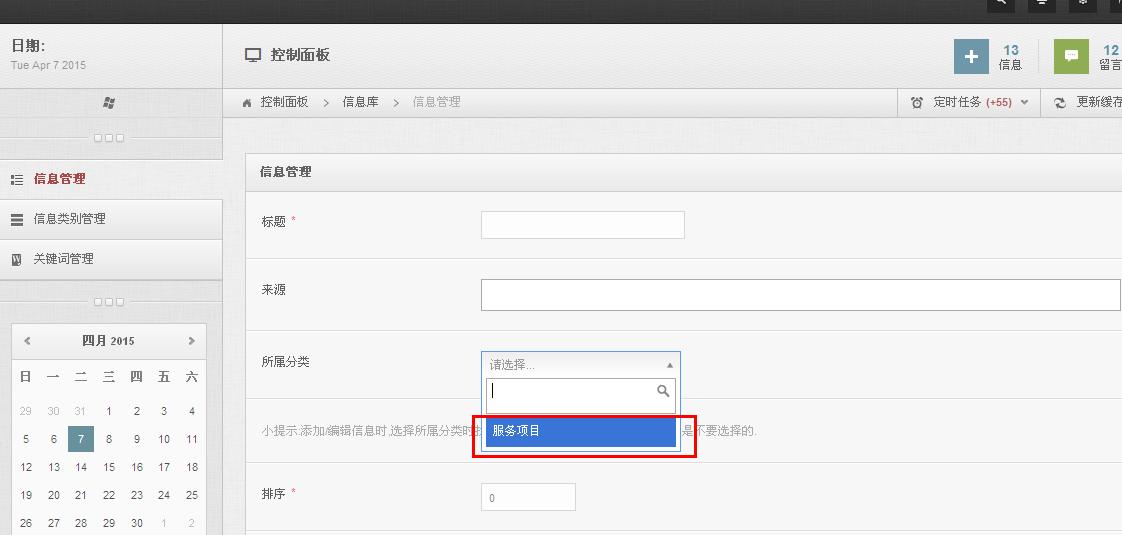 日期:
Tue Apr 7 2015
控制面板
13
信息
12
留言
控制面板 > 信息库 > 信息管理
定时任务 (+55)
更新缓存
信息管理
信息类别管理
关键词管理
四月 2015
日 一 二 三 四 五 六
29 30 31 1 2 3 4
5 6 7 8 9 10 11
12 13 14 15 16 17 18
19 20 21 22 23 24 25
26 27 28 29 30 1 2
信息管理
标题 *
来源
所属分类
请选择...
服务项目
小提示:添加/编辑信息时,选择所属分类时
是不要选择的.
排序 *
0